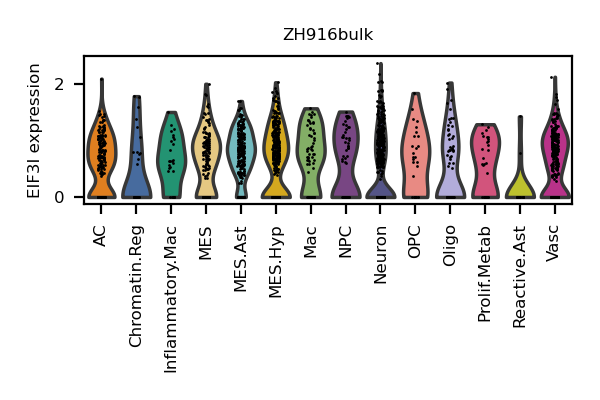 ZH916bulk
EIF3I expression
2
0
AC
Chromatin.Reg
Inflammatory.Mac
MES
MES.Ast
MES.Hyp
Mac
NPC
Neuron
OPC
Oligo
Prolif.Metab
Reactive.Ast
Vasc